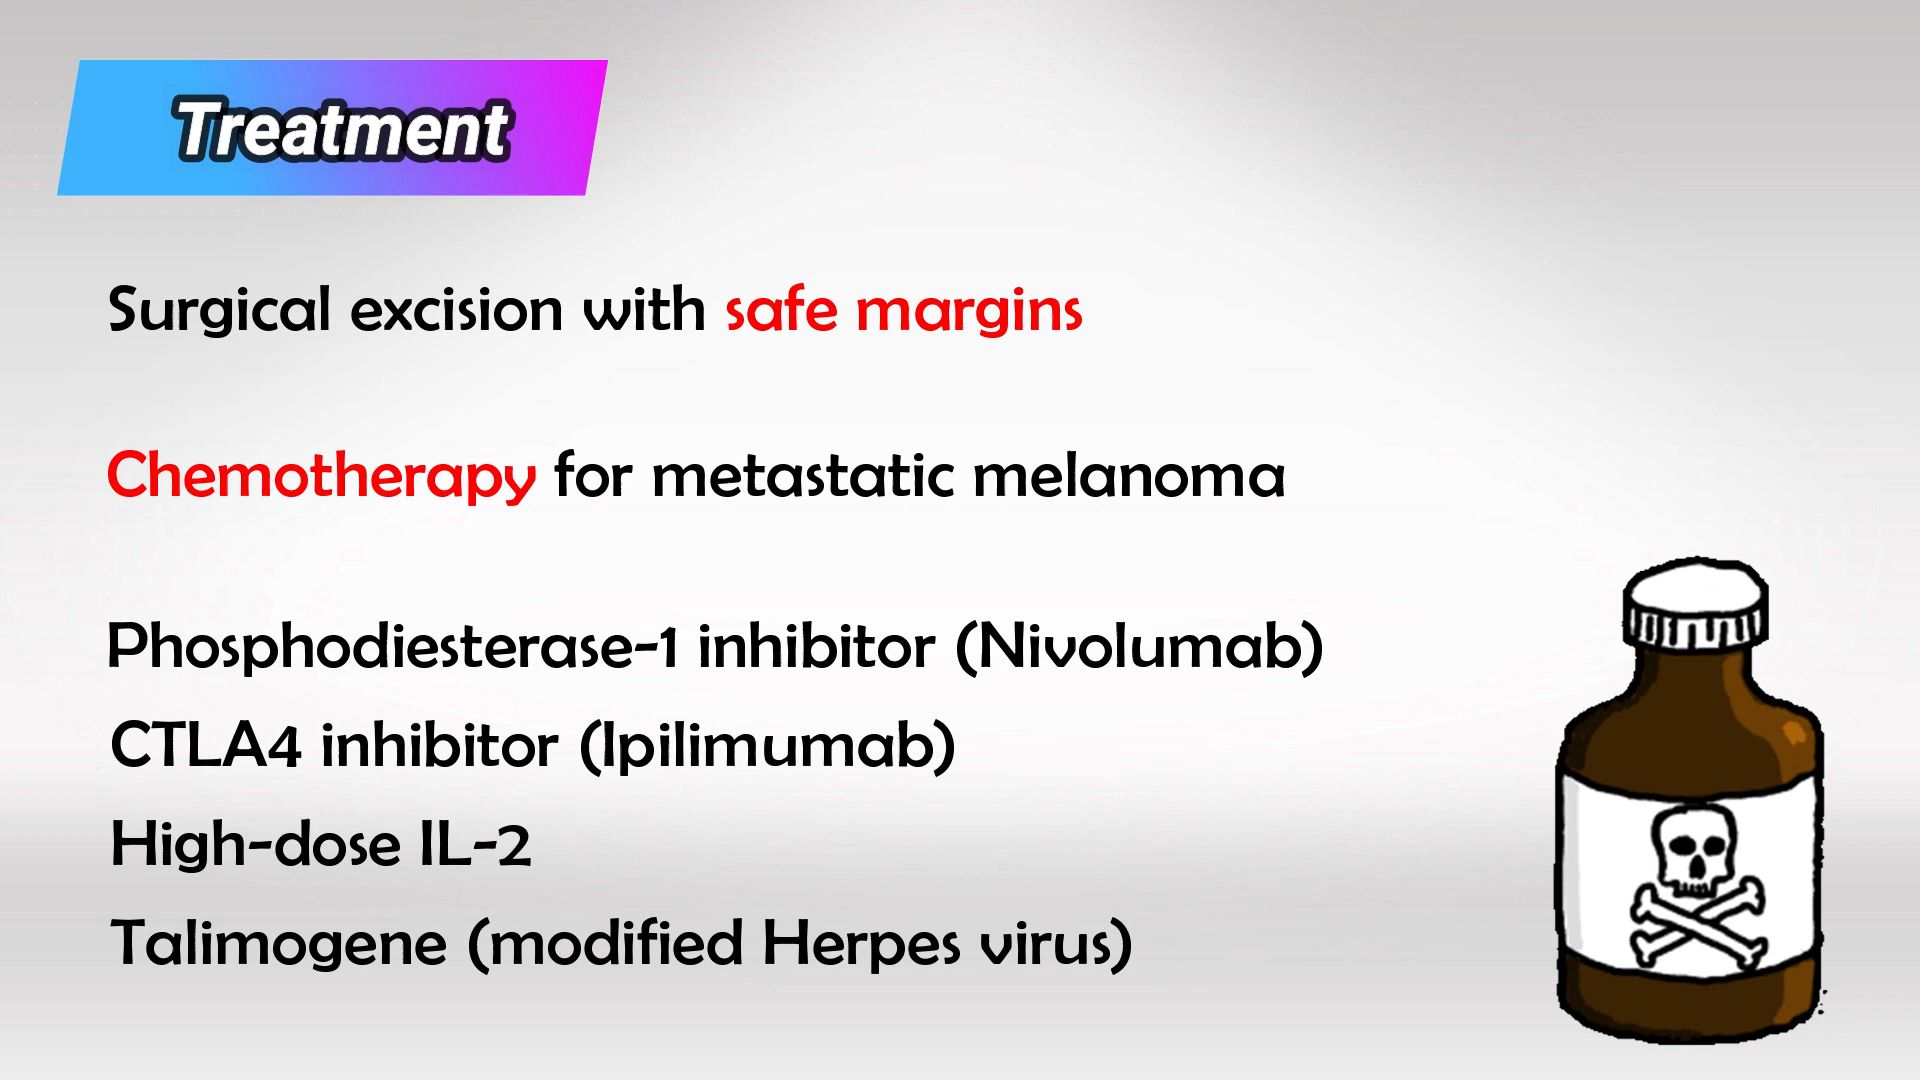 Treatment
Surgical excision with safe margins
Chemotherapy for metastatic melanoma
Phosphodiesterase-1 inhibitor (Nivolumab)
CTLA4 inhibitor (Ipilimumab)
High-dose IL-2
Talimogene (modified Herpes virus)